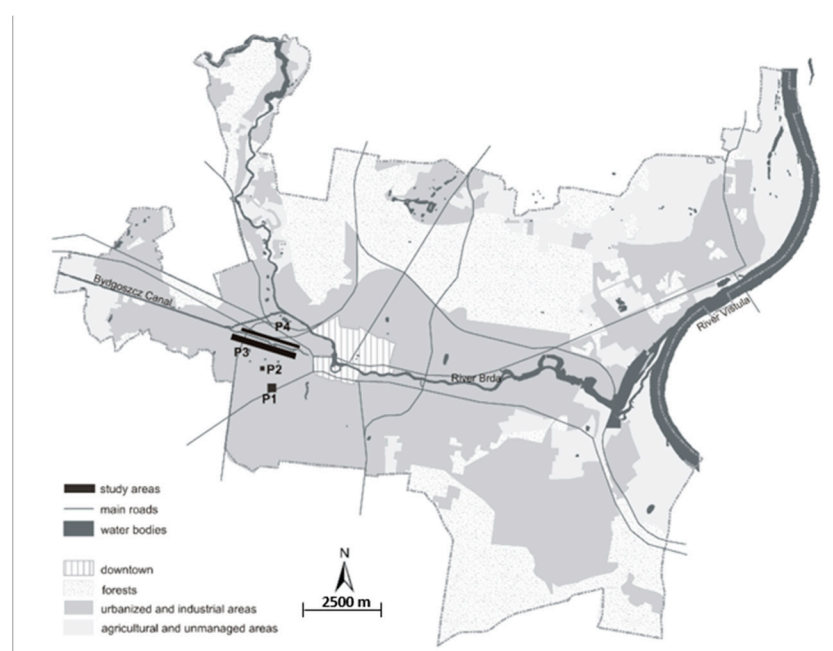 Bydgoszcz Canal
P4
P3
P2
P1
River Brda
River Vistula
study areas
main roads
water bodies
downtown
forests
urbanized and industrial areas
agricultural and unmanaged areas
N
2500 m